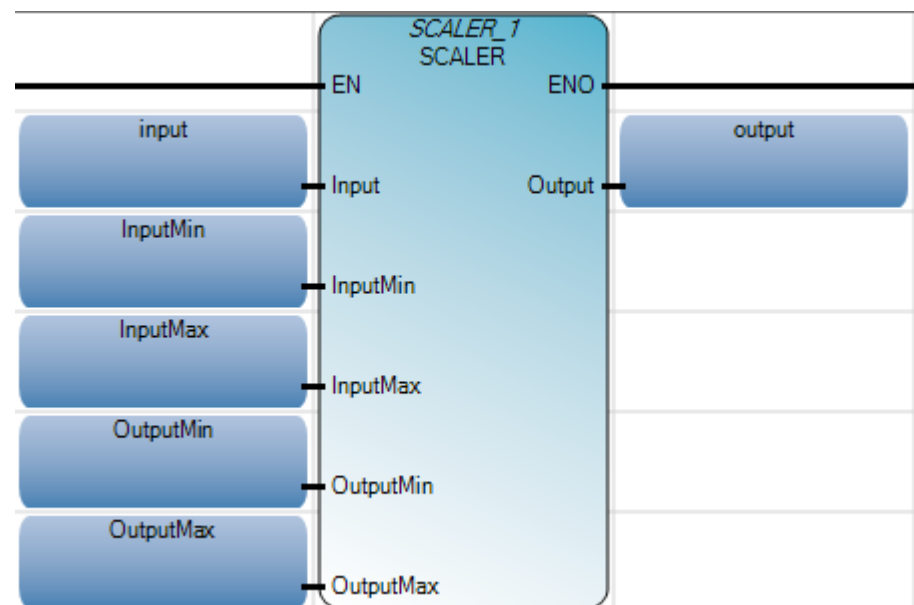 SCALER_1
SCALER
EN ENO
input output
Input Output
InputMin
InputMin
InputMax
InputMax
OutputMin
OutputMin
OutputMax
OutputMax